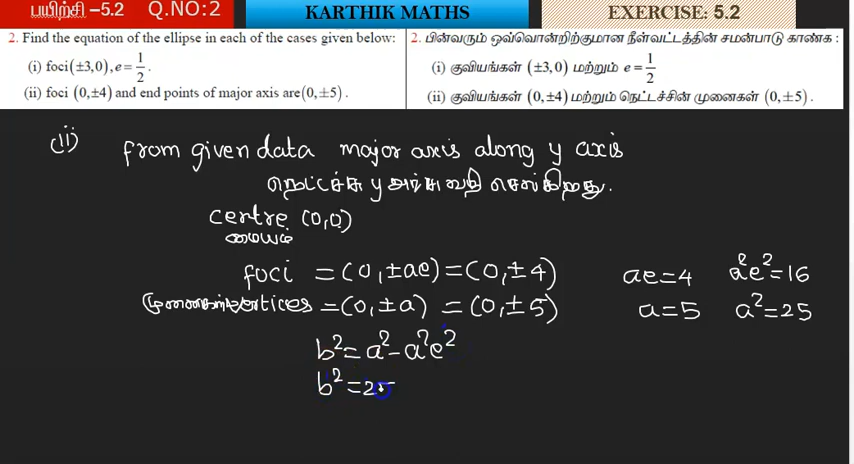 பயிற்சி –5.2 Q.NO:2 KARTHIK MATHS EXERCISE: 5.2
2. Find the equation of the ellipse in each of the cases given below:
(i) foci (±3,0), e = 1/2 .
(ii) foci (0,±4) and end points of major axis are (0,±5) .
2. பின்வரும் ஒவ்வொன்றிற்குமான நீள்வட்டத்தின் சமன்பாடு காண்க :
(i) குவியங்கள் (±3,0) மற்றும் e = 1/2
(ii) குவியங்கள் (0,±4) மற்றும் நெட்டச்சின் முனைகள் (0,±5) .
(ii) from given data major axis along y axis
நெட்டச்சு y அச்சு வழி செல்கிறது.
centre (0,0)
மையம்
foci = (0, ±ae) = (0, ±4) ae = 4 a²e² = 16
vertices = (0, ±a) = (0, ±5) a = 5 a² = 25
b² = a² - a²e²
b² = 25